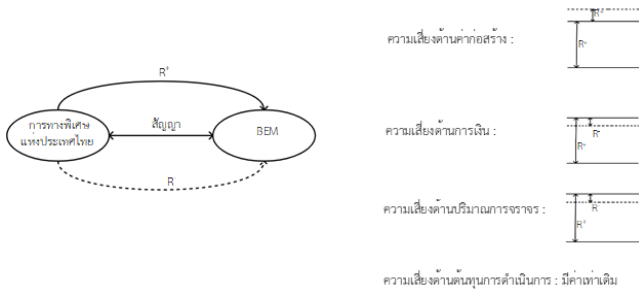 R⁺
การทางพิเศษ
แห่งประเทศไทย
สัญญา
BEM
R
ความเสี่ยงด้านค่าก่อสร้าง :
R⁺
ความเสี่ยงด้านการเงิน :
R⁻
R⁺
ความเสี่ยงด้านปริมาณการจราจร :
R
R⁺
ความเสี่ยงด้านต้นทุนการดำเนินการ : มีค่าเท่าเดิม